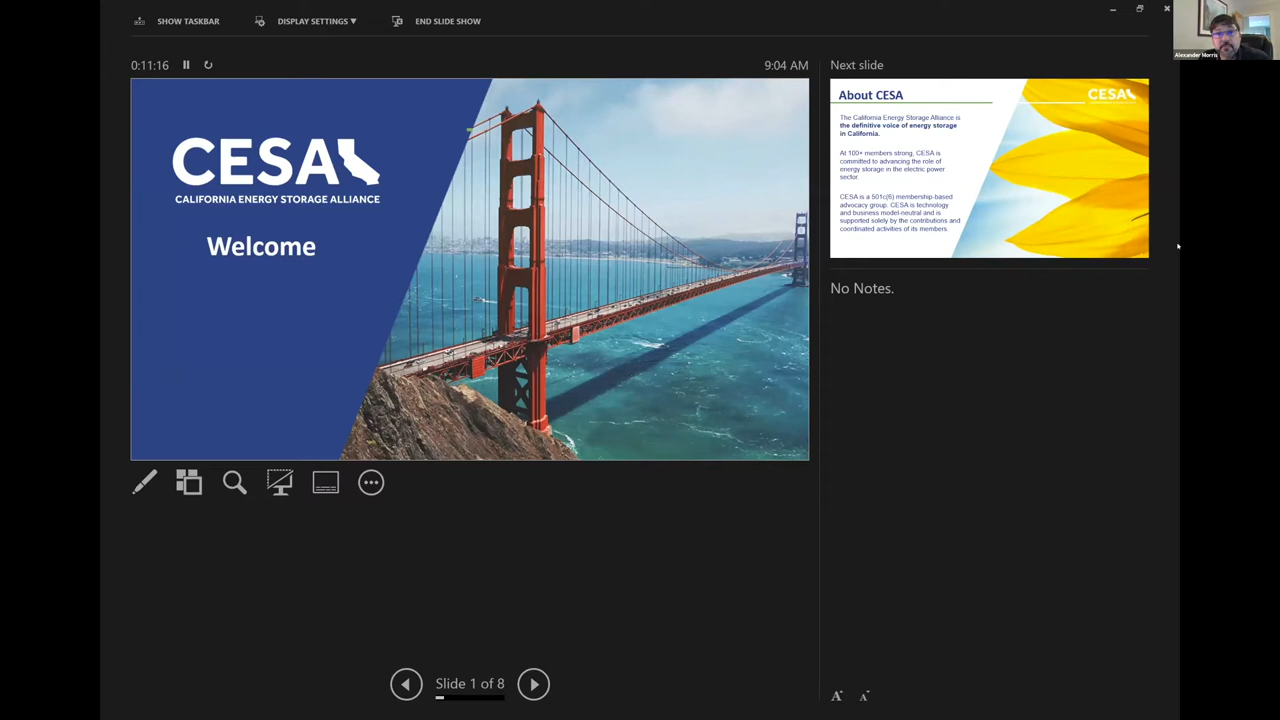 SHOW TASKBAR
DISPLAY SETTINGS ▼
END SLIDE SHOW
Alexander Morris
0:11:16
9:04 AM
CESA
CALIFORNIA ENERGY STORAGE ALLIANCE
Welcome
Next slide
About CESA
CESA
The California Energy Storage Alliance is
the definitive voice of energy storage
in California.
At 100+ members strong, CESA is
committed to advancing the role of
energy storage in the electric power
sector.
CESA is a 501c(6) membership-based
advocacy group. CESA is technology
and business model-neutral and is
supported solely by the contributions and
coordinated activities of its members.
No Notes.
Slide 1 of 8
A
A